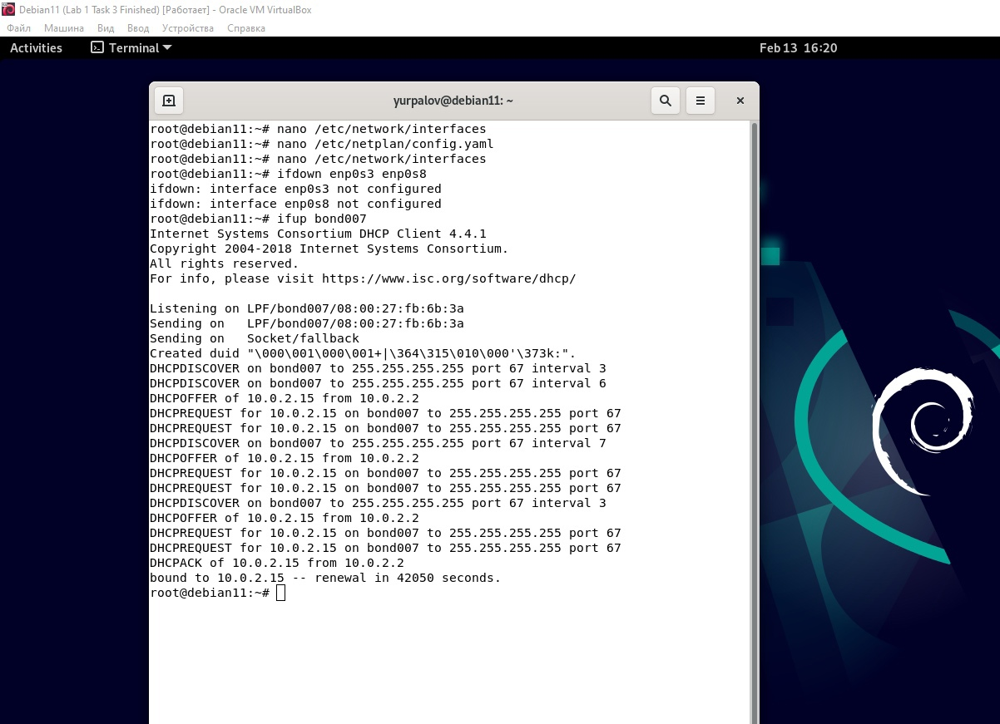 Debian11 (Lab 1 Task 3 Finished) [Работает] - Oracle VM VirtualBox
Файл Машина Вид Ввод Устройства Справка
Activities Terminal Feb 13 16:20
yurpalov@debian11: ~
root@debian11:~# nano /etc/network/interfaces
root@debian11:~# nano /etc/netplan/config.yaml
root@debian11:~# nano /etc/network/interfaces
root@debian11:~# ifdown enp0s3 enp0s8
ifdown: interface enp0s3 not configured
ifdown: interface enp0s8 not configured
root@debian11:~# ifup bond007
Internet Systems Consortium DHCP Client 4.4.1
Copyright 2004-2018 Internet Systems Consortium.
All rights reserved.
For info, please visit https://www.isc.org/software/dhcp/
Listening on LPF/bond007/08:00:27:fb:6b:3a
Sending on   LPF/bond007/08:00:27:fb:6b:3a
Sending on   Socket/fallback
Created duid "\000\001\000\001+|\364\315\010\000'\373k:".
DHCPDISCOVER on bond007 to 255.255.255.255 port 67 interval 3
DHCPDISCOVER on bond007 to 255.255.255.255 port 67 interval 6
DHCPOFFER of 10.0.2.15 from 10.0.2.2
DHCPREQUEST for 10.0.2.15 on bond007 to 255.255.255.255 port 67
DHCPREQUEST for 10.0.2.15 on bond007 to 255.255.255.255 port 67
DHCPDISCOVER on bond007 to 255.255.255.255 port 67 interval 7
DHCPOFFER of 10.0.2.15 from 10.0.2.2
DHCPREQUEST for 10.0.2.15 on bond007 to 255.255.255.255 port 67
DHCPREQUEST for 10.0.2.15 on bond007 to 255.255.255.255 port 67
DHCPDISCOVER on bond007 to 255.255.255.255 port 67 interval 3
DHCPOFFER of 10.0.2.15 from 10.0.2.2
DHCPREQUEST for 10.0.2.15 on bond007 to 255.255.255.255 port 67
DHCPREQUEST for 10.0.2.15 on bond007 to 255.255.255.255 port 67
DHCPACK of 10.0.2.15 from 10.0.2.2
bound to 10.0.2.15 -- renewal in 42050 seconds.
root@debian11:~#